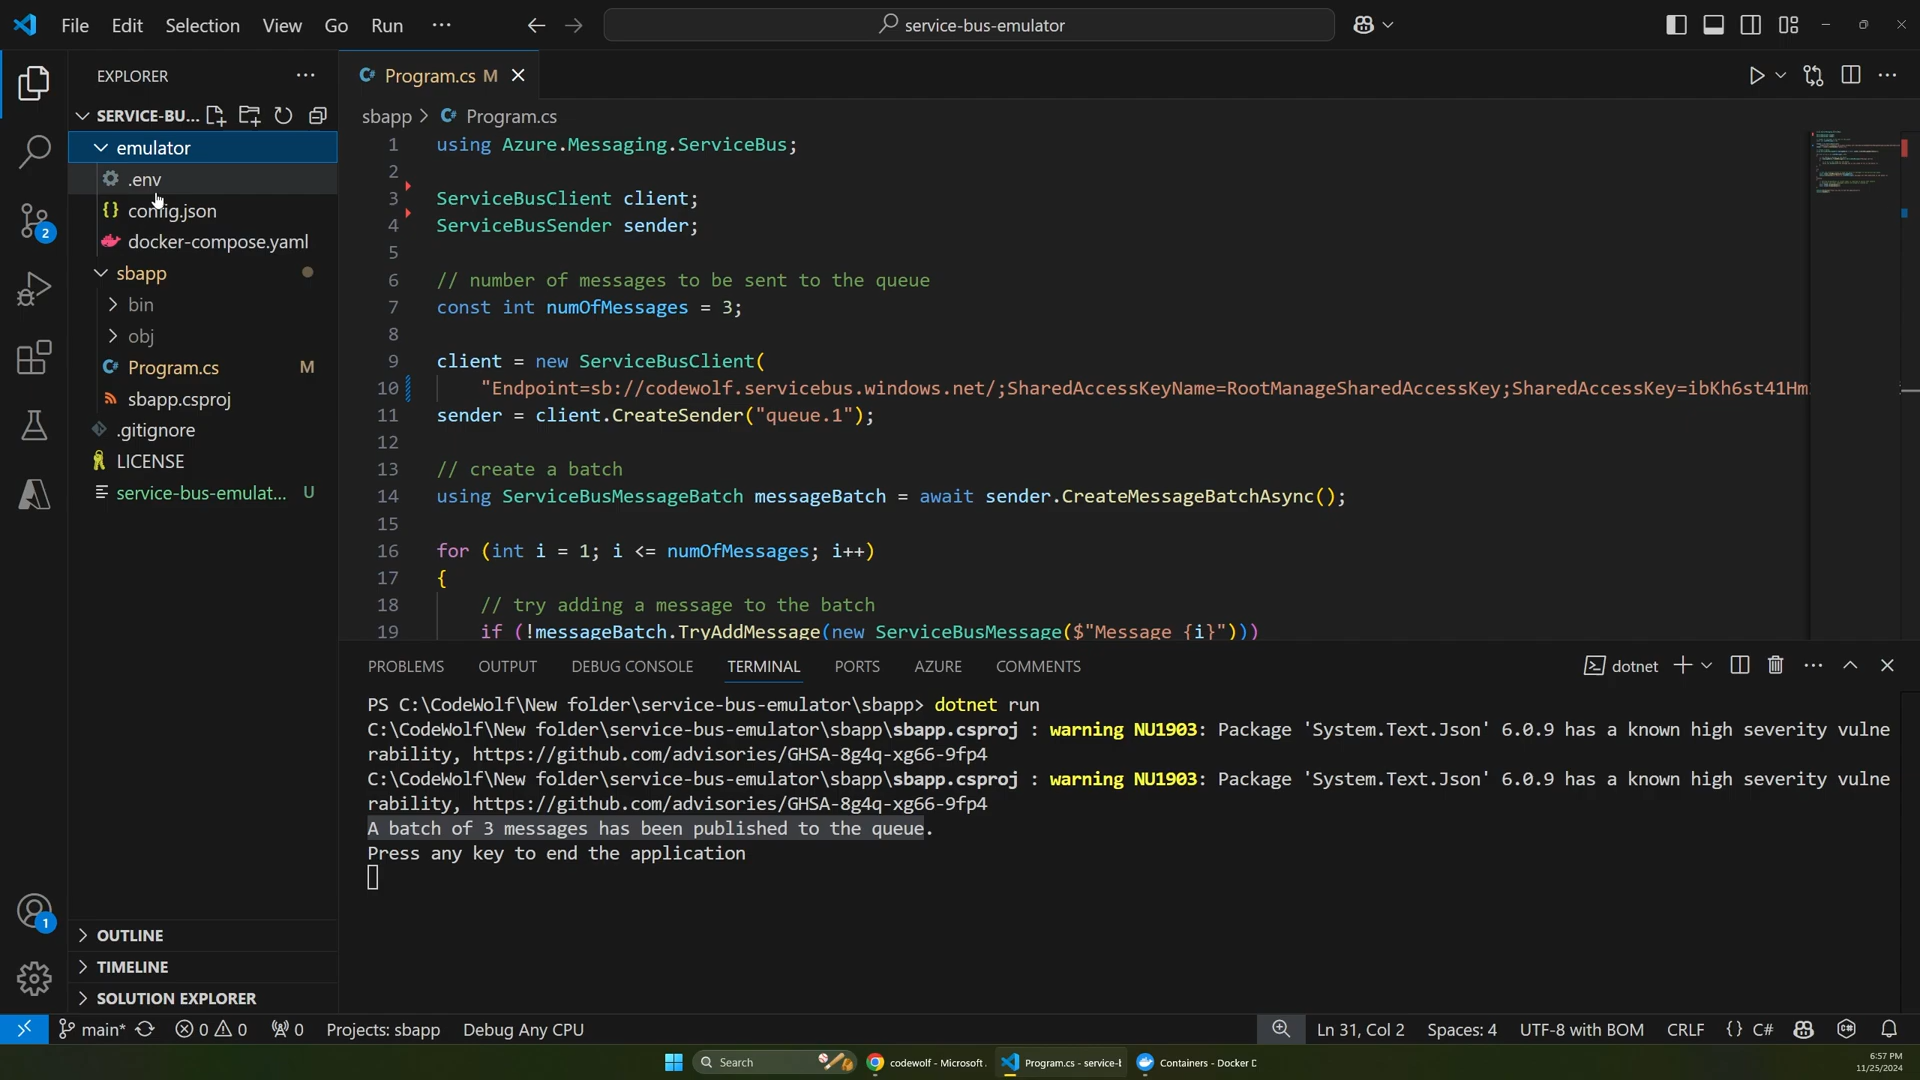 File Edit Selection View Go Run ···
service-bus-emulator
EXPLORER
SERVICE-BU...
emulator
.env
config.json
docker-compose.yaml
sbapp
bin
obj
Program.cs M
sbapp.csproj
.gitignore
LICENSE
service-bus-emulat... U
OUTLINE
TIMELINE
SOLUTION EXPLORER
2
1
Program.cs M
sbapp > Program.cs
1 using Azure.Messaging.ServiceBus;
2
3 ServiceBusClient client;
4 ServiceBusSender sender;
5
6 // number of messages to be sent to the queue
7 const int numOfMessages = 3;
8
9 client = new ServiceBusClient(
10 "Endpoint=sb://codewolf.servicebus.windows.net/;SharedAccessKeyName=RootManageSharedAccessKey;SharedAccessKey=ibKh6st41Hm
11 sender = client.CreateSender("queue.1");
12
13 // create a batch
14 using ServiceBusMessageBatch messageBatch = await sender.CreateMessageBatchAsync();
15
16 for (int i = 1; i <= numOfMessages; i++)
17 {
18 // try adding a message to the batch
19 if (!messageBatch.TryAddMessage(new ServiceBusMessage($"Message {i}")))
PROBLEMS OUTPUT DEBUG CONSOLE TERMINAL PORTS AZURE COMMENTS
dotnet
PS C:\CodeWolf\New folder\service-bus-emulator\sbapp> dotnet run
C:\CodeWolf\New folder\service-bus-emulator\sbapp\sbapp.csproj : warning NU1903: Package 'System.Text.Json' 6.0.9 has a known high severity vulne
rability, https://github.com/advisories/GHSA-8g4q-xg66-9fp4
C:\CodeWolf\New folder\service-bus-emulator\sbapp\sbapp.csproj : warning NU1903: Package 'System.Text.Json' 6.0.9 has a known high severity vulne
rability, https://github.com/advisories/GHSA-8g4q-xg66-9fp4
A batch of 3 messages has been published to the queue.
Press any key to end the application
main* 0 0 0 Projects: sbapp Debug Any CPU
Ln 31, Col 2 Spaces: 4 UTF-8 with BOM CRLF {} C#
Search
codewolf - Microsoft
Program.cs - service-b
Containers - Docker D
6:57 PM
11/25/2024